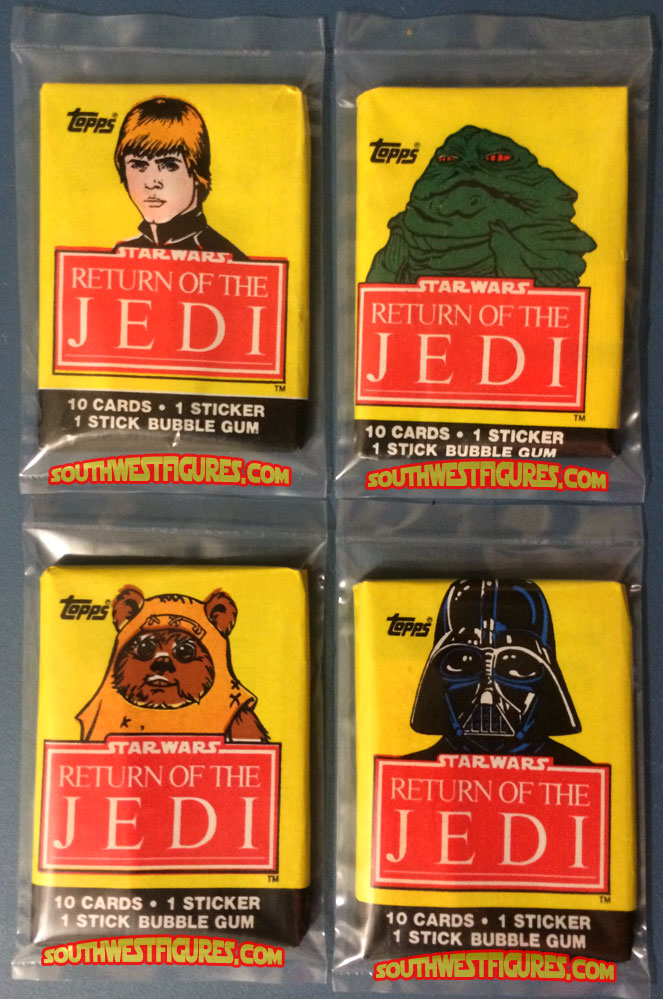 topps®
STAR WARS
RETURN OF THE
JEDI
TM
10 CARDS • 1 STICKER
1 STICK BUBBLE GUM
SOUTHWESTFIGURES.COM
topps®
STAR WARS
RETURN OF THE
JEDI
TM
10 CARDS • 1 STICKER
1 STICK BUBBLE GUM
SOUTHWESTFIGURES.COM
topps®
STAR WARS
RETURN OF THE
JEDI
TM
10 CARDS • 1 STICKER
1 STICK BUBBLE GUM
SOUTHWESTFIGURES.COM
topps®
STAR WARS
RETURN OF THE
JEDI
TM
10 CARDS • 1 STICKER
1 STICK BUBBLE GUM
SOUTHWESTFIGURES.COM